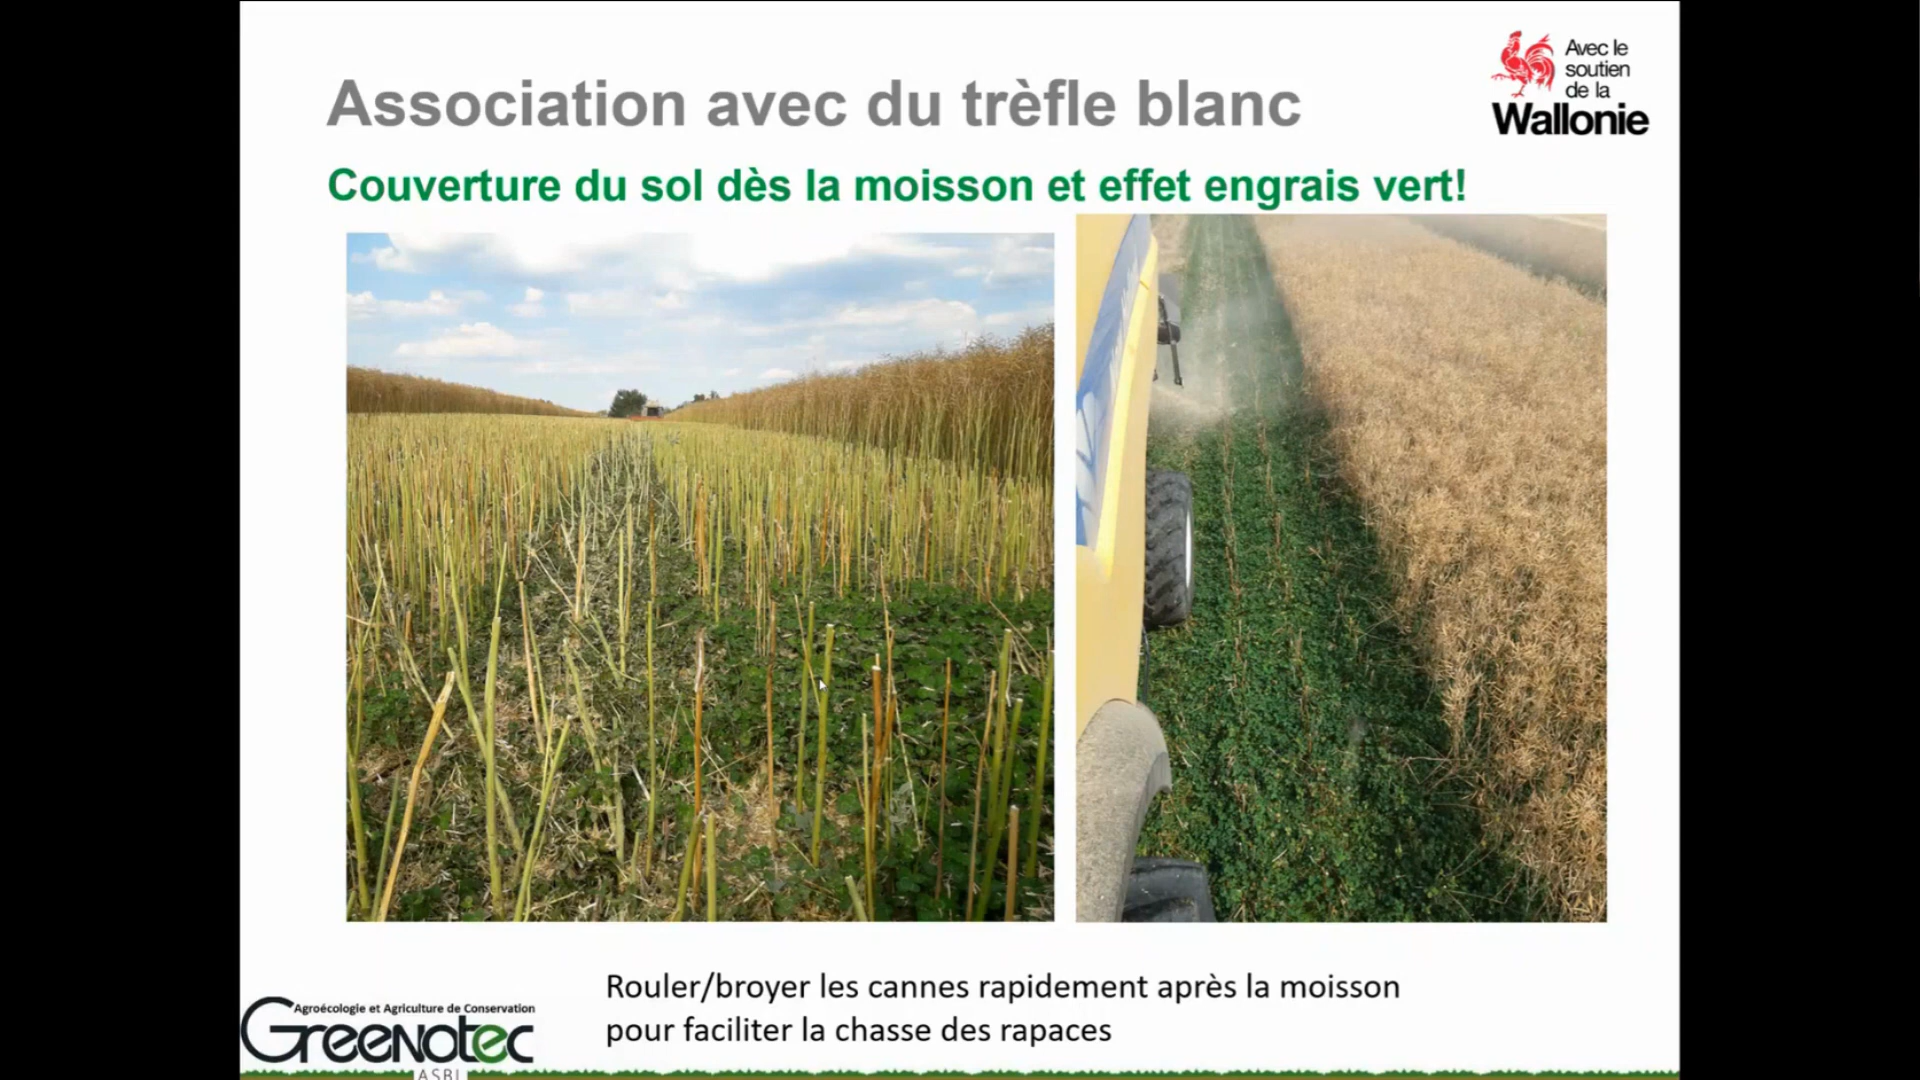 Avec le
soutien
de la
Wallonie
Association avec du trèfle blanc
Couverture du sol dès la moisson et effet engrais vert!
Rouler/broyer les cannes rapidement après la moisson
pour faciliter la chasse des rapaces
Agroécologie et Agriculture de Conservation
Greenotec
ASBL